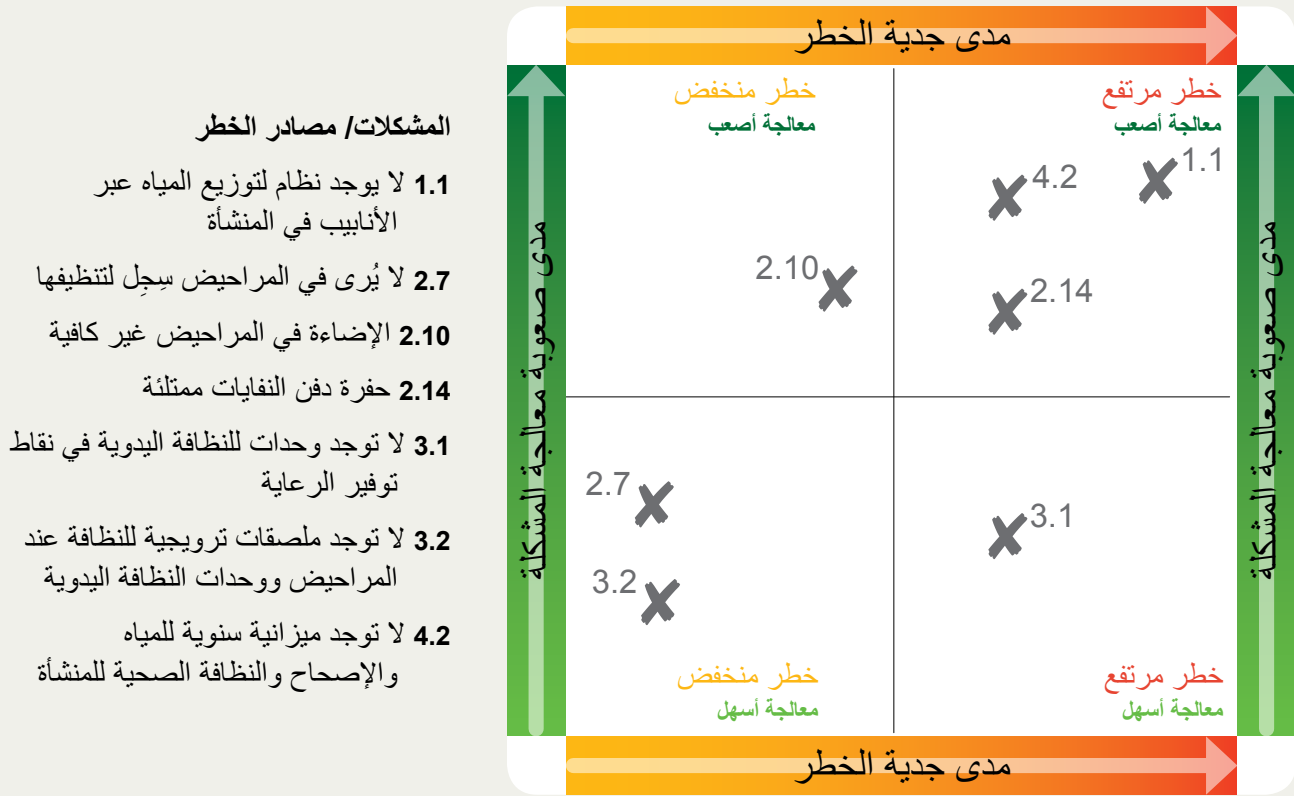 مدى جدية الخطر
المشكلات/ مصادر الخطر
1.1 لا يوجد نظام لتوزيع المياه عبر
الأنابيب في المنشأة
2.7 لا يُرى في المراحيض سِجِل لتنظيفها
2.10 الإضاءة في المراحيض غير كافية
2.14 حفرة دفن النفايات ممتلئة
3.1 لا توجد وحدات للنظافة اليدوية في نقاط
توفير الرعاية
3.2 لا توجد ملصقات ترويجية للنظافة عند
المراحيض ووحدات النظافة اليدوية
4.2 لا توجد ميزانية سنوية للمياه
والإصحاح والنظافة الصحية للمنشأة
مدى صعوبة معالجة المشكلة
مدى صعوبة معالجة المشكلة
خطر مرتفع
معالجة أصعب
1.1
4.2
2.14
خطر منخفض
معالجة أصعب
2.10
3.1
خطر مرتفع
معالجة أسهل
2.7
3.2
خطر منخفض
معالجة أسهل
مدى جدية الخطر